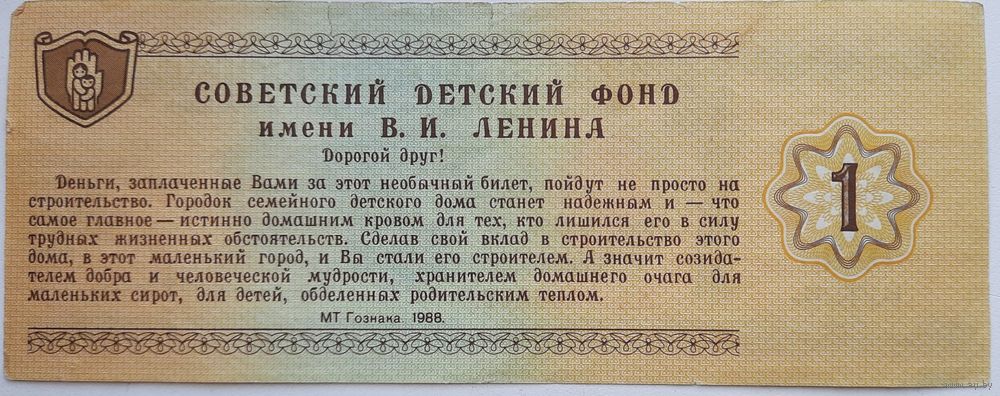 СОВЕТСКИЙ ДЕТСКИЙ ФОНД
имени В. И. ЛЕНИНА
Дорогой друг!
Деньги, заплаченные Вами за этот необычный билет, пойдут не просто на
строительство. Городок семейного детского дома станет надежным и — что
самое главное — истинно домашним кровом для тех, кто лишился его в силу
трудных жизненных обстоятельств. Сделав свой вклад в строительство этого
дома, в этот маленький город, и Вы стали его строителем. А значит созида-
телем добра и человеческой мудрости, хранителем домашнего очага для
маленьких сирот, для детей, обделенных родительским теплом.
МТ Гознака. 1988.
1
www.ay.by